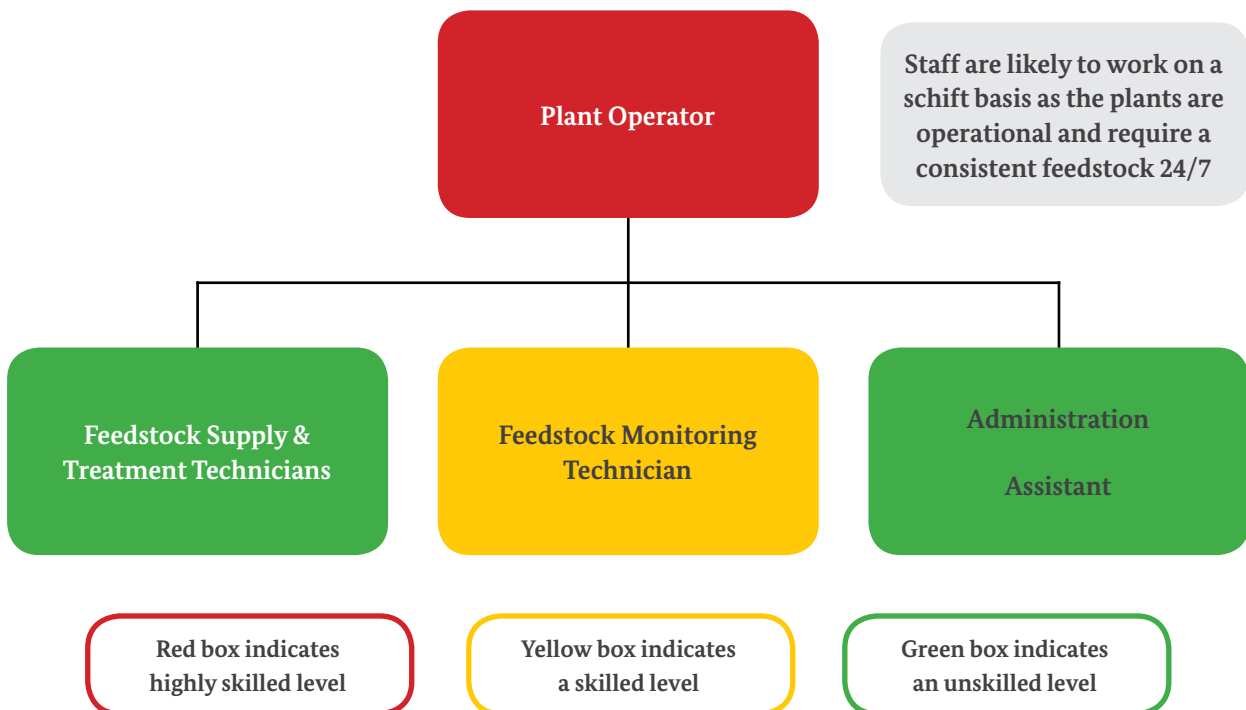 Plant Operator
Staff are likely to work on a
schift basis as the plants are
operational and require a
consistent feedstock 24/7
Feedstock Supply &
Treatment Technicians
Feedstock Monitoring
Technician
Administration
Assistant
Red box indicates
highly skilled level
Yellow box indicates
a skilled level
Green box indicates
an unskilled level